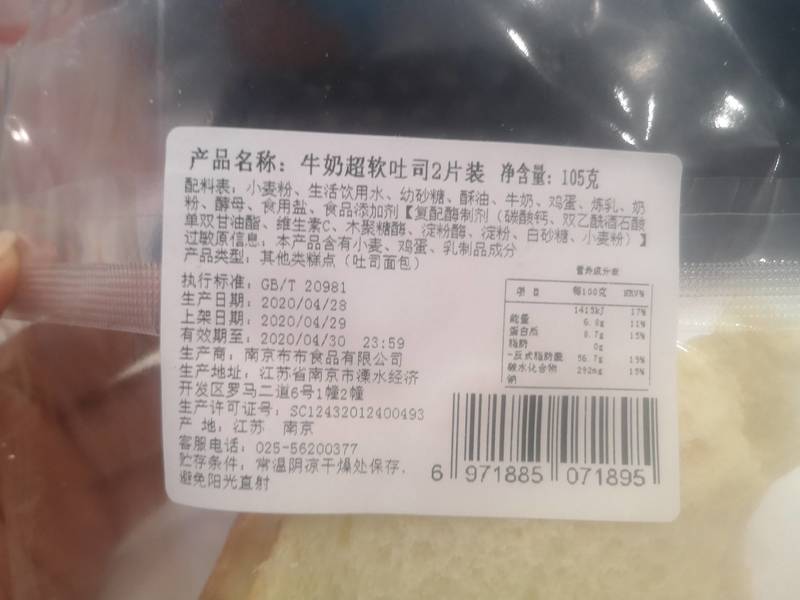 产品名称：牛奶超软吐司2片装 净含量：105克
配料表：小麦粉、生活饮用水、幼砂糖、酥油、牛奶、鸡蛋、炼乳、奶
粉、酵母、食用盐、食品添加剂【复配酶制剂（碳酸钙、双乙酰酒石酸
单双甘油酯、维生素C、木聚糖酶、淀粉酶、淀粉、白砂糖、小麦粉）】
过敏原信息：本产品含有小麦、鸡蛋、乳制品成分
产品类型：其他类糕点（吐司面包）
执行标准：GB/T 20981
生产日期：2020/04/28
上架日期：2020/04/29
有效期至：2020/04/30 23:59
生产商：南京布布食品有限公司
生产地址：江苏省南京市溧水经济
开发区罗马二道6号1幢2幢
生产许可证号：SC12432012400493
产 地：江苏 南京
客服电话：025-56200377
贮存条件：常温阴凉干燥处保存，
避免阳光直射
营养成分表
项 目 每100克 NRV%
1415kJ 17%
能量 6.8g 11%
蛋白质 8.7g 15%
脂肪 0g
-反式脂肪酸 56.7g 19%
碳水化合物 292mg 15%
钠
6 971885 071895